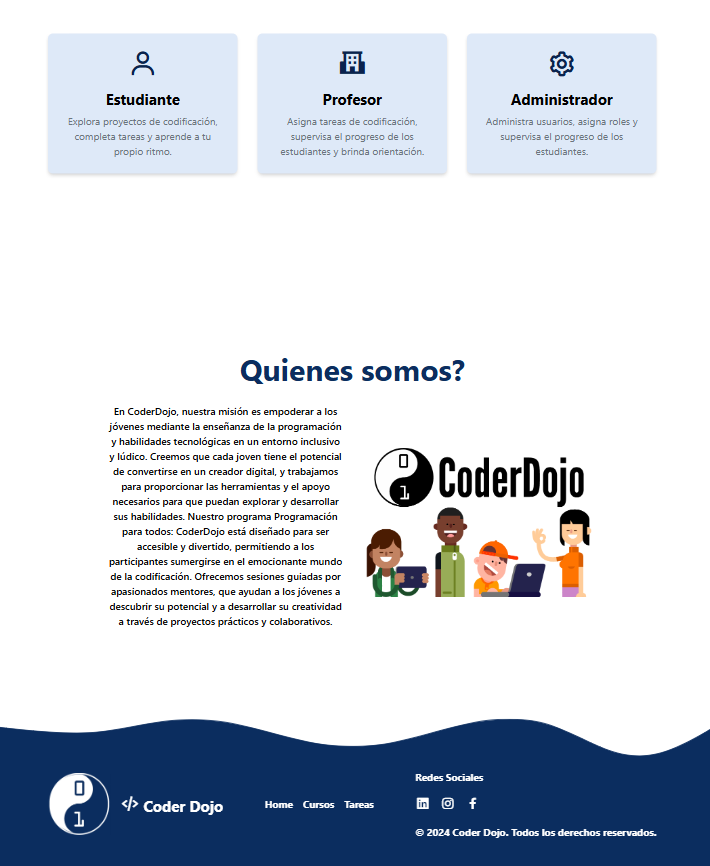 Estudiante
Explora proyectos de codificación,
completa tareas y aprende a tu
propio ritmo.
Profesor
Asigna tareas de codificación,
supervisa el progreso de los
estudiantes y brinda orientación.
Administrador
Administra usuarios, asigna roles y
supervisa el progreso de los
estudiantes.
Quienes somos?
En CoderDojo, nuestra misión es empoderar a los
jóvenes mediante la enseñanza de la programación
y habilidades tecnológicas en un entorno inclusivo
y lúdico. Creemos que cada joven tiene el potencial
de convertirse en un creador digital, y trabajamos
para proporcionar las herramientas y el apoyo
necesarios para que puedan explorar y desarrollar
sus habilidades. Nuestro programa Programación
para todos: CoderDojo está diseñado para ser
accesible y divertido, permitiendo a los
participantes sumergirse en el emocionante mundo
de la codificación. Ofrecemos sesiones guiadas por
apasionados mentores, que ayudan a los jóvenes a
descubrir su potencial y a desarrollar su creatividad
a través de proyectos prácticos y colaborativos.
0
1
CoderDojo
0
1
</> Coder Dojo
Home Cursos Tareas
Redes Sociales
© 2024 Coder Dojo. Todos los derechos reservados.